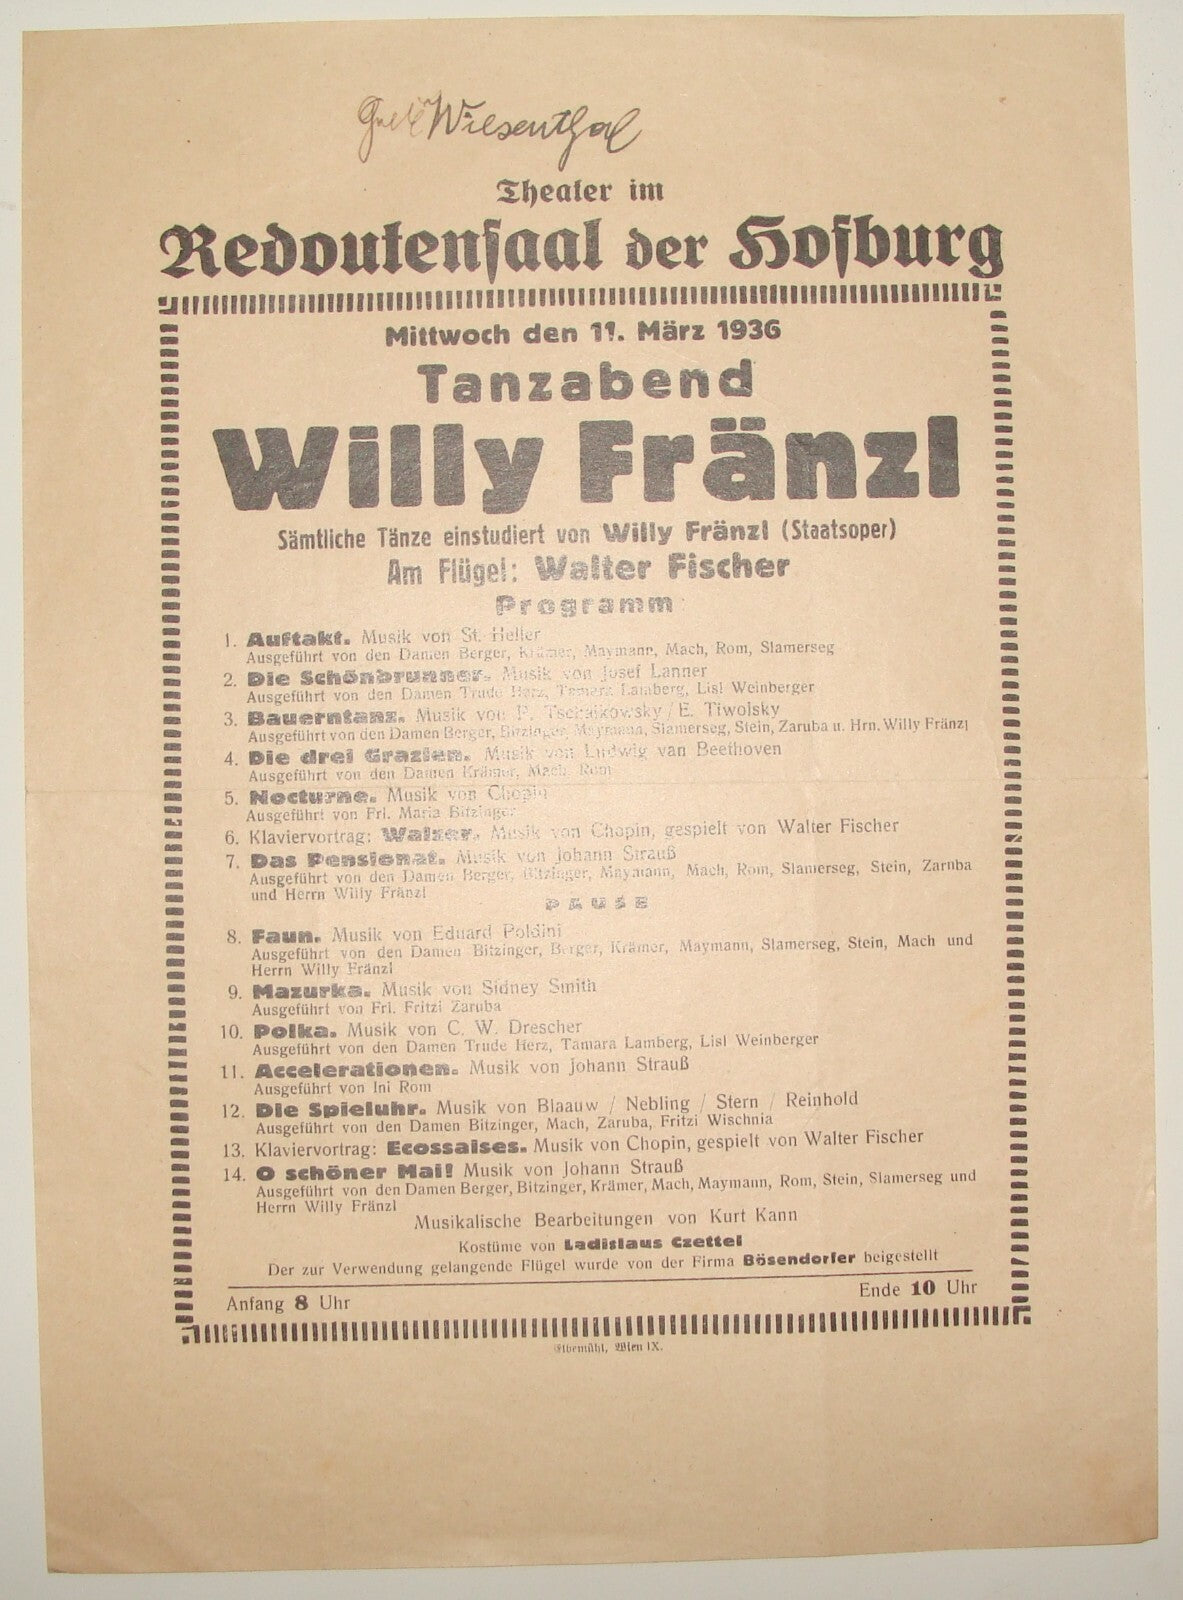 Wiesenthal
Theater im
Redoutensaal der Hofburg
Mittwoch den 11. März 1936
Tanzabend
Willy Fränzl
Sämtliche Tänze einstudiert von Willy Fränzl (Staatsoper)
Am Flügel: Walter Fischer
Programm
1. Auftakt. Musik von St. Heller
Ausgeführt von den Damen Berger, Krämer, Maymann, Mach, Rom, Slamerseg
2. Die Schönbrunner. Musik von Josef Lanner
Ausgeführt von den Damen Trude Herz, Tamara Lamberg, Lisl Weinberger
3. Bauerntanz. Musik von P. Tschaikowsky / E. Tiwolsky
Ausgeführt von den Damen Berger, Bitzinger, Maymann, Slamerseg, Stein, Zaruba u. Hrn. Willy Fränzl
4. Die drei Grazien. Musik von Ludwig van Beethoven
Ausgeführt von den Damen Krämer, Mach, Rom
5. Nocturne. Musik von Chopin
Ausgeführt von Frl. Maria Bitzinger
6. Klaviervortrag: Walzer. Musik von Chopin, gespielt von Walter Fischer
7. Das Pensionat. Musik von Johann Strauß
Ausgeführt von den Damen Berger, Bitzinger, Maymann, Mach, Rom, Slamerseg, Stein, Zarnba
und Herrn Willy Fränzl
PAUSE
8. Faun. Musik von Eduard Poldini
Ausgeführt von den Damen Bitzinger, Berger, Krämer, Maymann, Slamerseg, Stein, Mach und
Herrn Willy Fränzl
9. Mazurka. Musik von Sidney Smith
Ausgeführt von Frl. Fritzi Zaruba
10. Polka. Musik von C. W. Drescher
Ausgeführt von den Damen Trude Herz, Tamara Lamberg, Lisl Weinberger
11. Accelerationen. Musik von Johann Strauß
Ausgeführt von Ini Rom
12. Die Spieluhr. Musik von Blaauw / Nebling / Stern / Reinhold
Ausgeführt von den Damen Bitzinger, Mach, Zaruba, Fritzi Wischnia
13. Klaviervortrag: Ecossaises. Musik von Chopin, gespielt von Walter Fischer
14. O schöner Mai! Musik von Johann Strauß
Ausgeführt von den Damen Berger, Bitzinger, Krämer, Mach, Maymann, Rom, Stein, Slamerseg und
Herrn Willy Fränzl
Musikalische Bearbeitungen von Kurt Kann
Kostüme von Ladislaus Czettel
Der zur Verwendung gelangende Flügel wurde von der Firma Bösendorfer beigestellt
Anfang 8 Uhr
Ende 10 Uhr
Elbemühl, Wien IX.